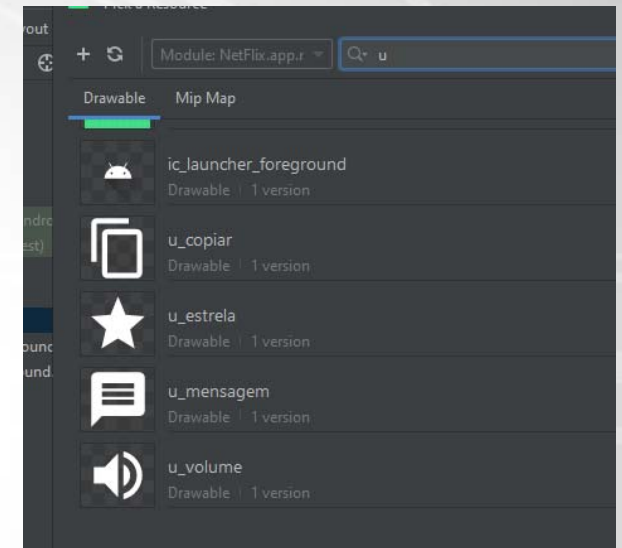 yout
Module: NetFlix.app.r
u
Drawable Mip Map
ic_launcher_foreground
Drawable 1 version
u_copiar
Drawable 1 version
u_estrela
Drawable 1 version
u_mensagem
Drawable 1 version
u_volume
Drawable 1 version